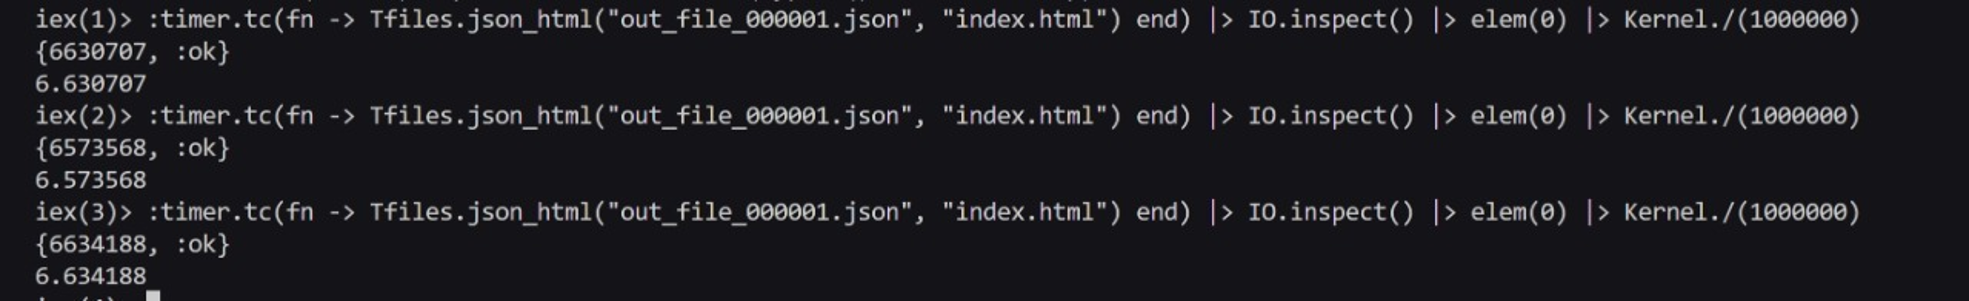 iex(1)> :timer.tc(fn -> Tfiles.json_html("out_file_000001.json", "index.html") end) |> IO.inspect() |> elem(0) |> Kernel./(1000000)
{6630707, :ok}
6.630707
iex(2)> :timer.tc(fn -> Tfiles.json_html("out_file_000001.json", "index.html") end) |> IO.inspect() |> elem(0) |> Kernel./(1000000)
{6573568, :ok}
6.573568
iex(3)> :timer.tc(fn -> Tfiles.json_html("out_file_000001.json", "index.html") end) |> IO.inspect() |> elem(0) |> Kernel./(1000000)
{6634188, :ok}
6.634188